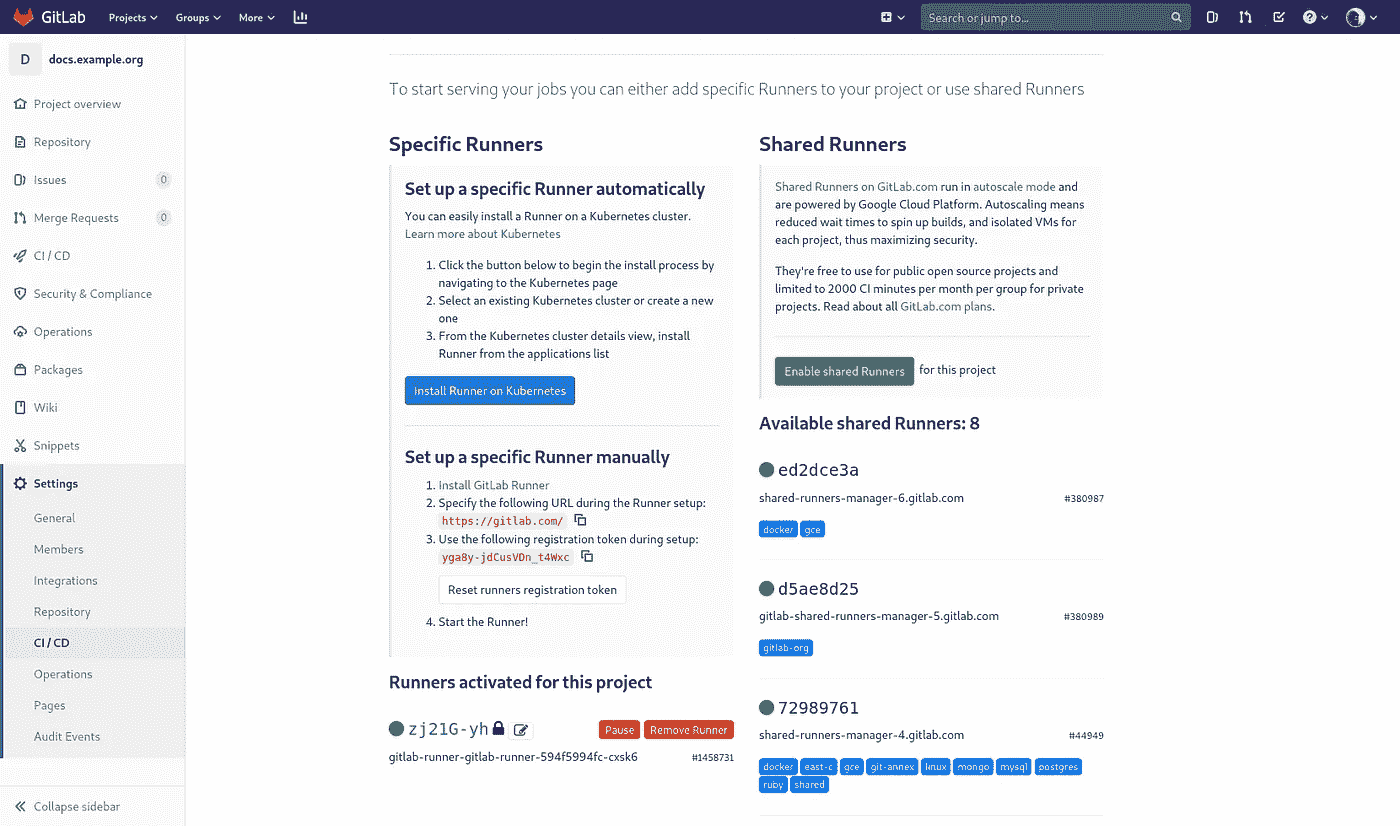 GitLab
Projects
Groups
More
Search or jump to...
D
docs.example.org
Project overview
Repository
Issues 0
Merge Requests 0
CI / CD
Security & Compliance
Operations
Packages
Wiki
Snippets
Settings
General
Members
Integrations
Repository
CI / CD
Operations
Pages
Audit Events
Collapse sidebar
To start serving your jobs you can either add specific Runners to your project or use shared Runners
Specific Runners
Set up a specific Runner automatically
You can easily install a Runner on a Kubernetes cluster.
Learn more about Kubernetes
1. Click the button below to begin the install process by
navigating to the Kubernetes page
2. Select an existing Kubernetes cluster or create a new
one
3. From the Kubernetes cluster details view, install
Runner from the applications list
Install Runner on Kubernetes
Set up a specific Runner manually
1. Install GitLab Runner
2. Specify the following URL during the Runner setup:
https://gitlab.com/
3. Use the following registration token during setup:
yga8y-jdCusVDn_t4Wxc
Reset runners registration token
4. Start the Runner!
Runners activated for this project
zj21G-yh
Pause
Remove Runner
gitlab-runner-gitlab-runner-594f5994fc-cxsk6
#1458731
Shared Runners
Shared Runners on GitLab.com run in autoscale mode and
are powered by Google Cloud Platform. Autoscaling means
reduced wait times to spin up builds, and isolated VMs for
each project, thus maximizing security.
They're free to use for public open source projects and
limited to 2000 CI minutes per month per group for private
projects. Read about all GitLab.com plans.
Enable shared Runners for this project
Available shared Runners: 8
ed2dce3a
shared-runners-manager-6.gitlab.com
#380987
docker gce
d5ae8d25
gitlab-shared-runners-manager-5.gitlab.com
#380989
gitlab-org
72989761
shared-runners-manager-4.gitlab.com
#44949
docker east-c gce git-annex linux mongo mysql postgres
ruby shared